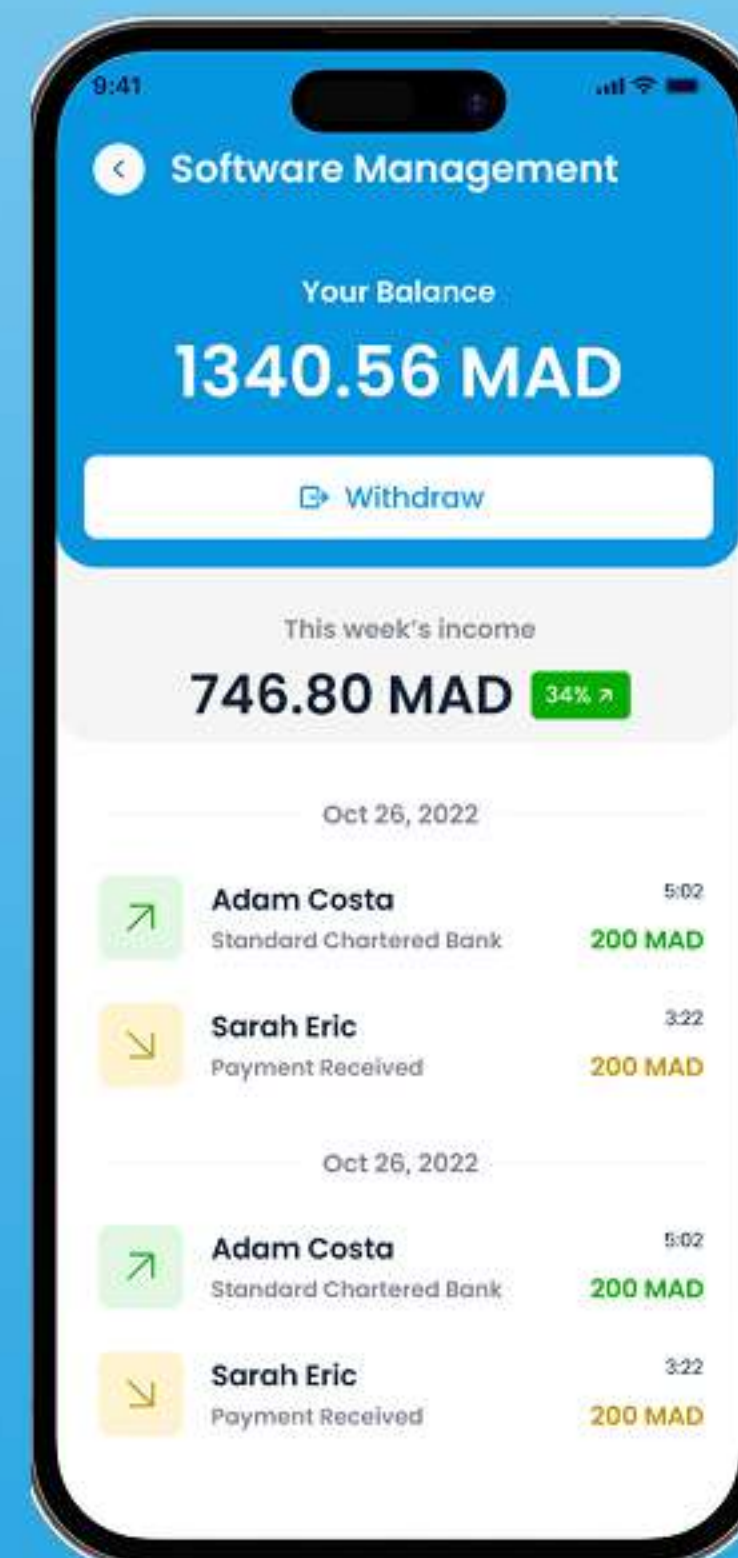 9:41
Software Management
Your Balance
1340.56 MAD
Withdraw
This week's income
746.80 MAD 34%
Oct 26, 2022
Adam Costa 5:02
Standard Chartered Bank 200 MAD
Sarah Eric 3:22
Payment Received 200 MAD
Oct 26, 2022
Adam Costa 5:02
Standard Chartered Bank 200 MAD
Sarah Eric 3:22
Payment Received 200 MAD